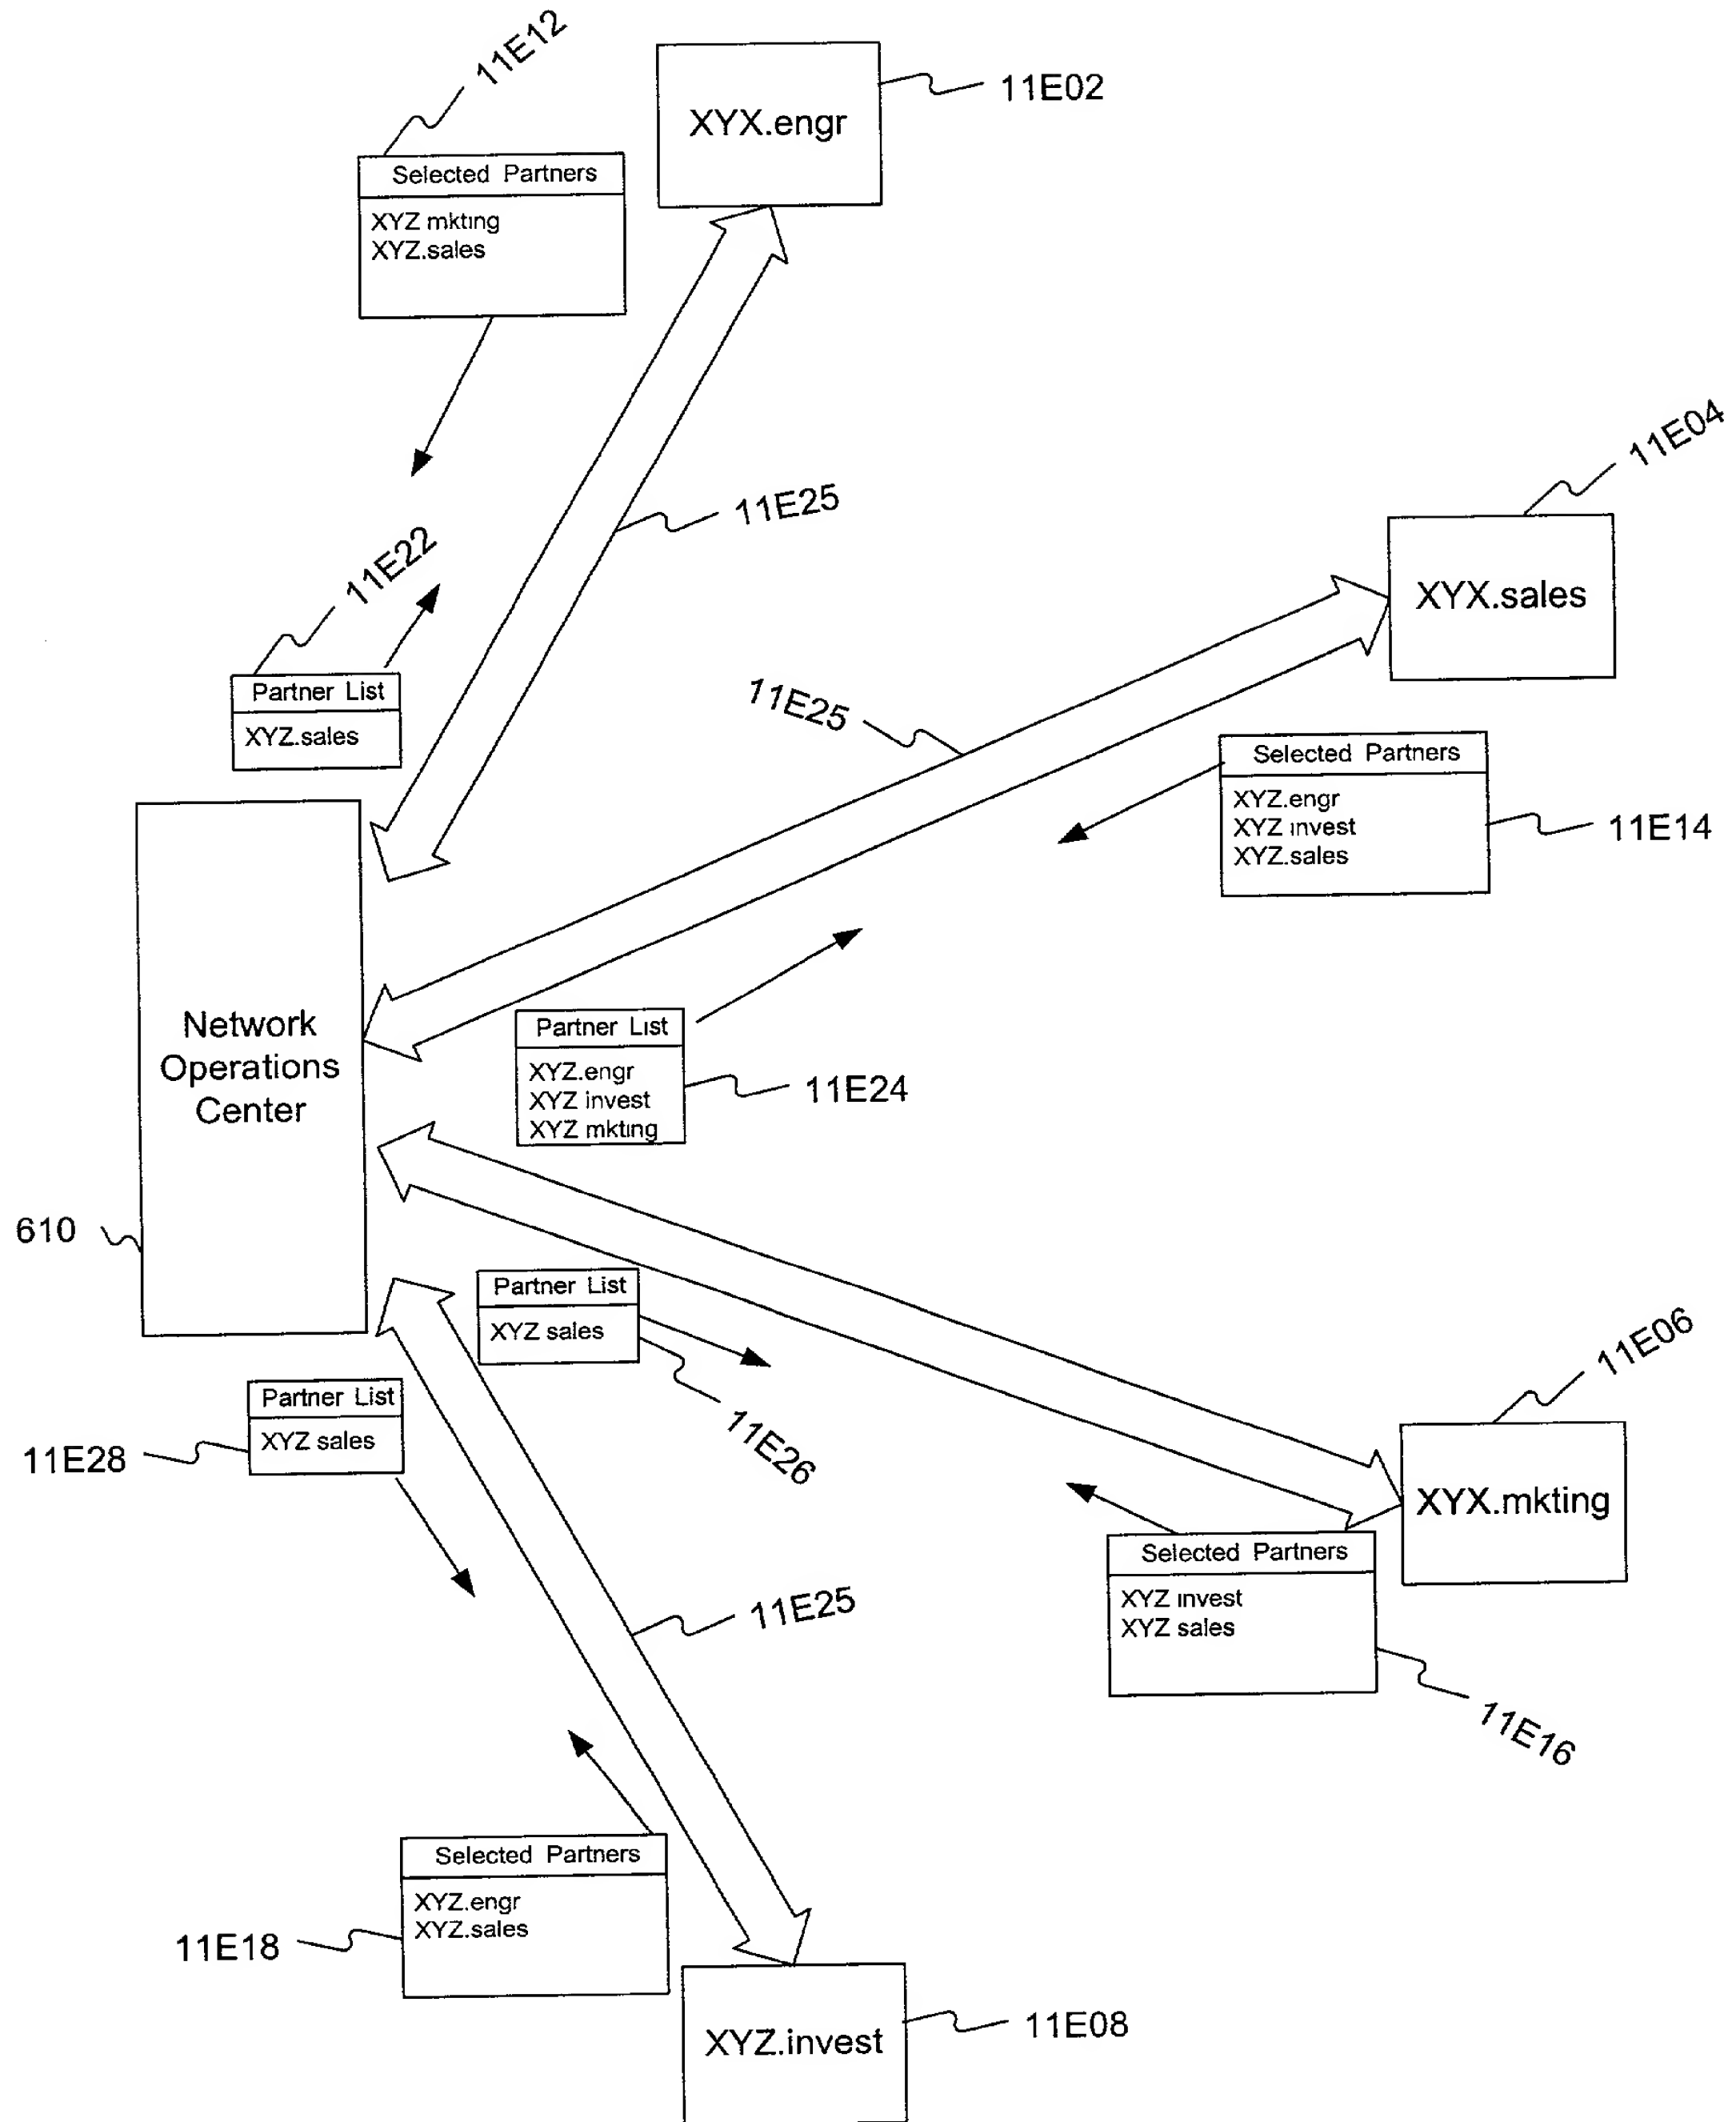 11E12
XYX.engr
11E02
Selected Partners
XYZ mkting
XYZ.sales
11E04
11E25
XYX.sales
11E22
Partner List
XYZ.sales
11E25
Selected Partners
XYZ.engr
XYZ invest
XYZ.sales
11E14
Network
Operations
Center
Partner List
XYZ.engr
XYZ invest
XYZ mkting
11E24
610
Partner List
XYZ sales
11E26
11E06
XYX.mkting
Partner List
XYZ sales
11E28
Selected Partners
XYZ invest
XYZ sales
11E16
11E25
Selected Partners
XYZ.engr
XYZ.sales
11E18
XYZ.invest
11E08